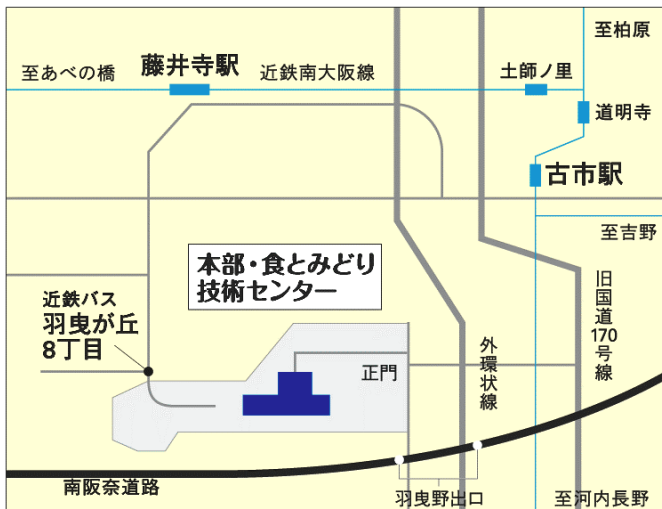 至柏原
藤井寺駅
至あべの橋
近鉄南大阪線
土師ノ里
道明寺
古市駅
至吉野
本部・食とみどり
技術センター
近鉄バス
羽曳が丘
8丁目
正門
外環状線
旧国道170号線
南阪奈道路
羽曳野出口
至河内長野